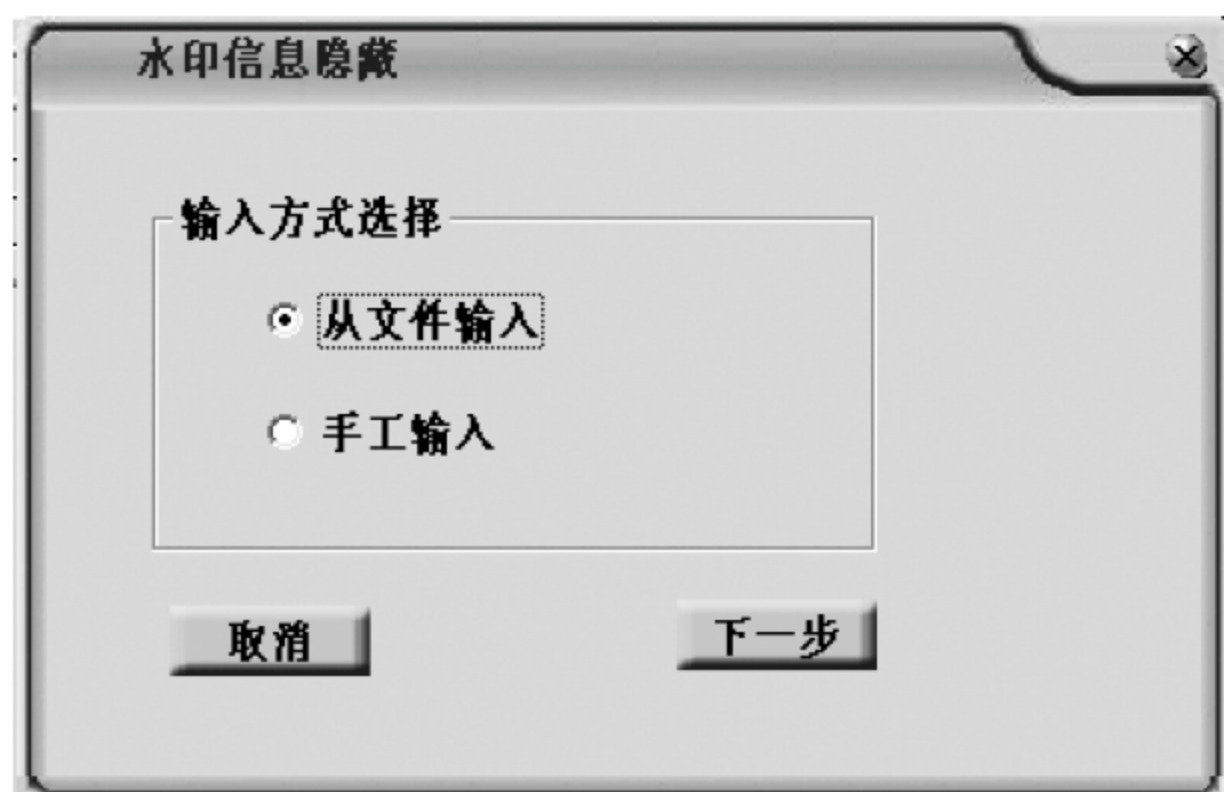 水印信息隐藏
输入方式选择
从文件输入
手工输入
取消
下一步